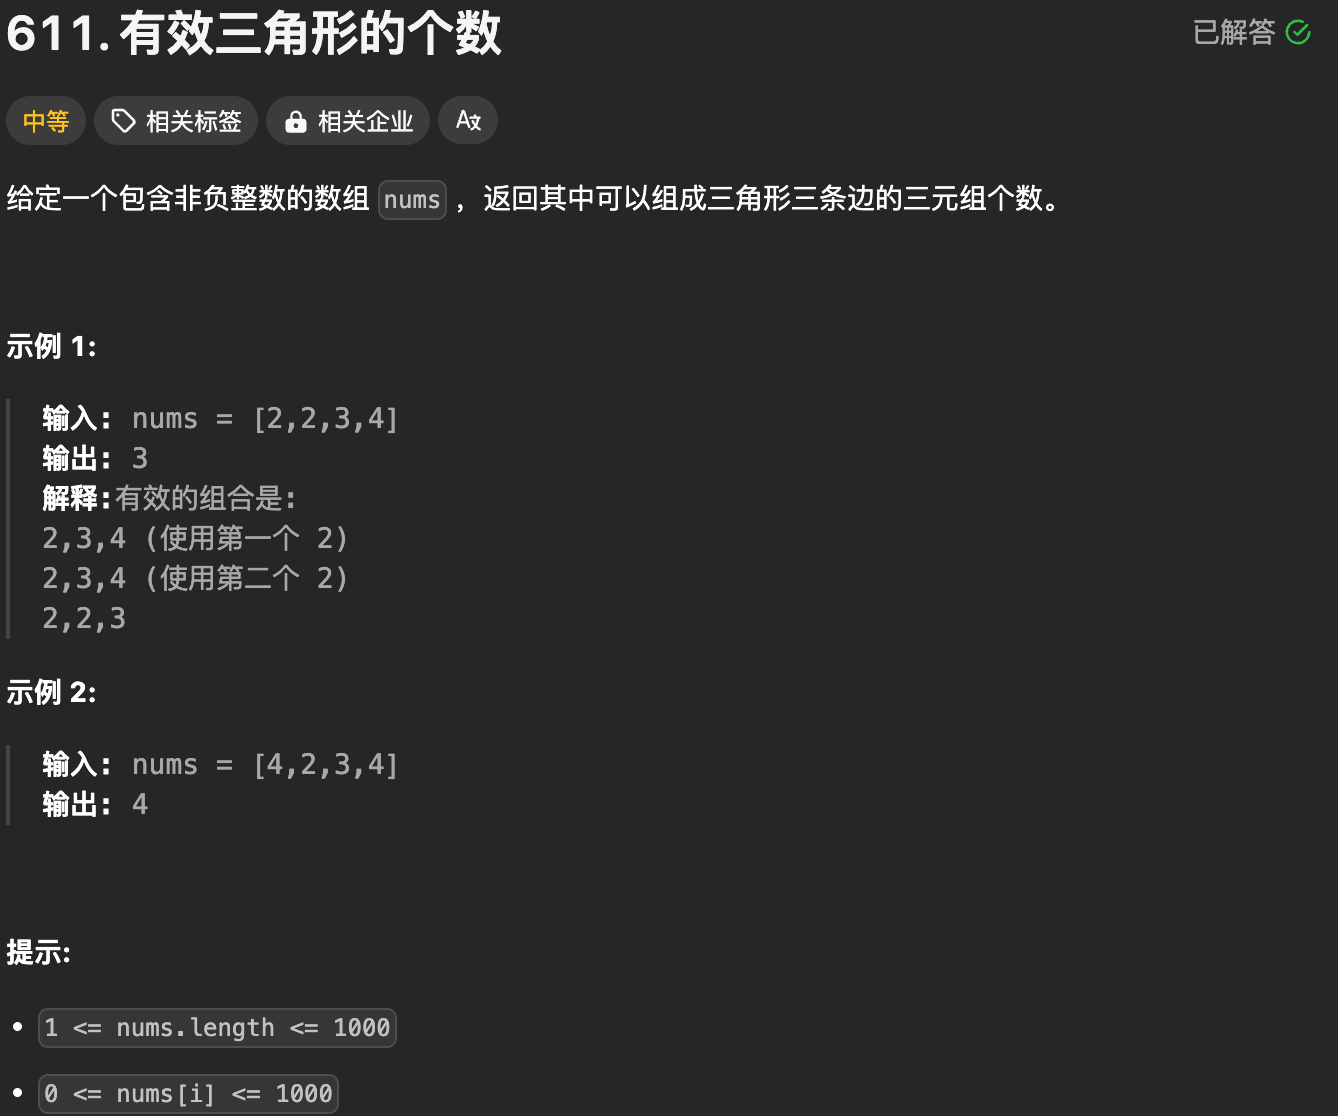 611. 有效三角形的个数
已解答
中等
相关标签
相关企业
给定一个包含非负整数的数组 nums ，返回其中可以组成三角形三条边的三元组个数。
示例 1:
输入: nums = [2,2,3,4]
输出: 3
解释:有效的组合是:
2,3,4 (使用第一个 2)
2,3,4 (使用第二个 2)
2,2,3
示例 2:
输入: nums = [4,2,3,4]
输出: 4
提示:
1 <= nums.length <= 1000
0 <= nums[i] <= 1000